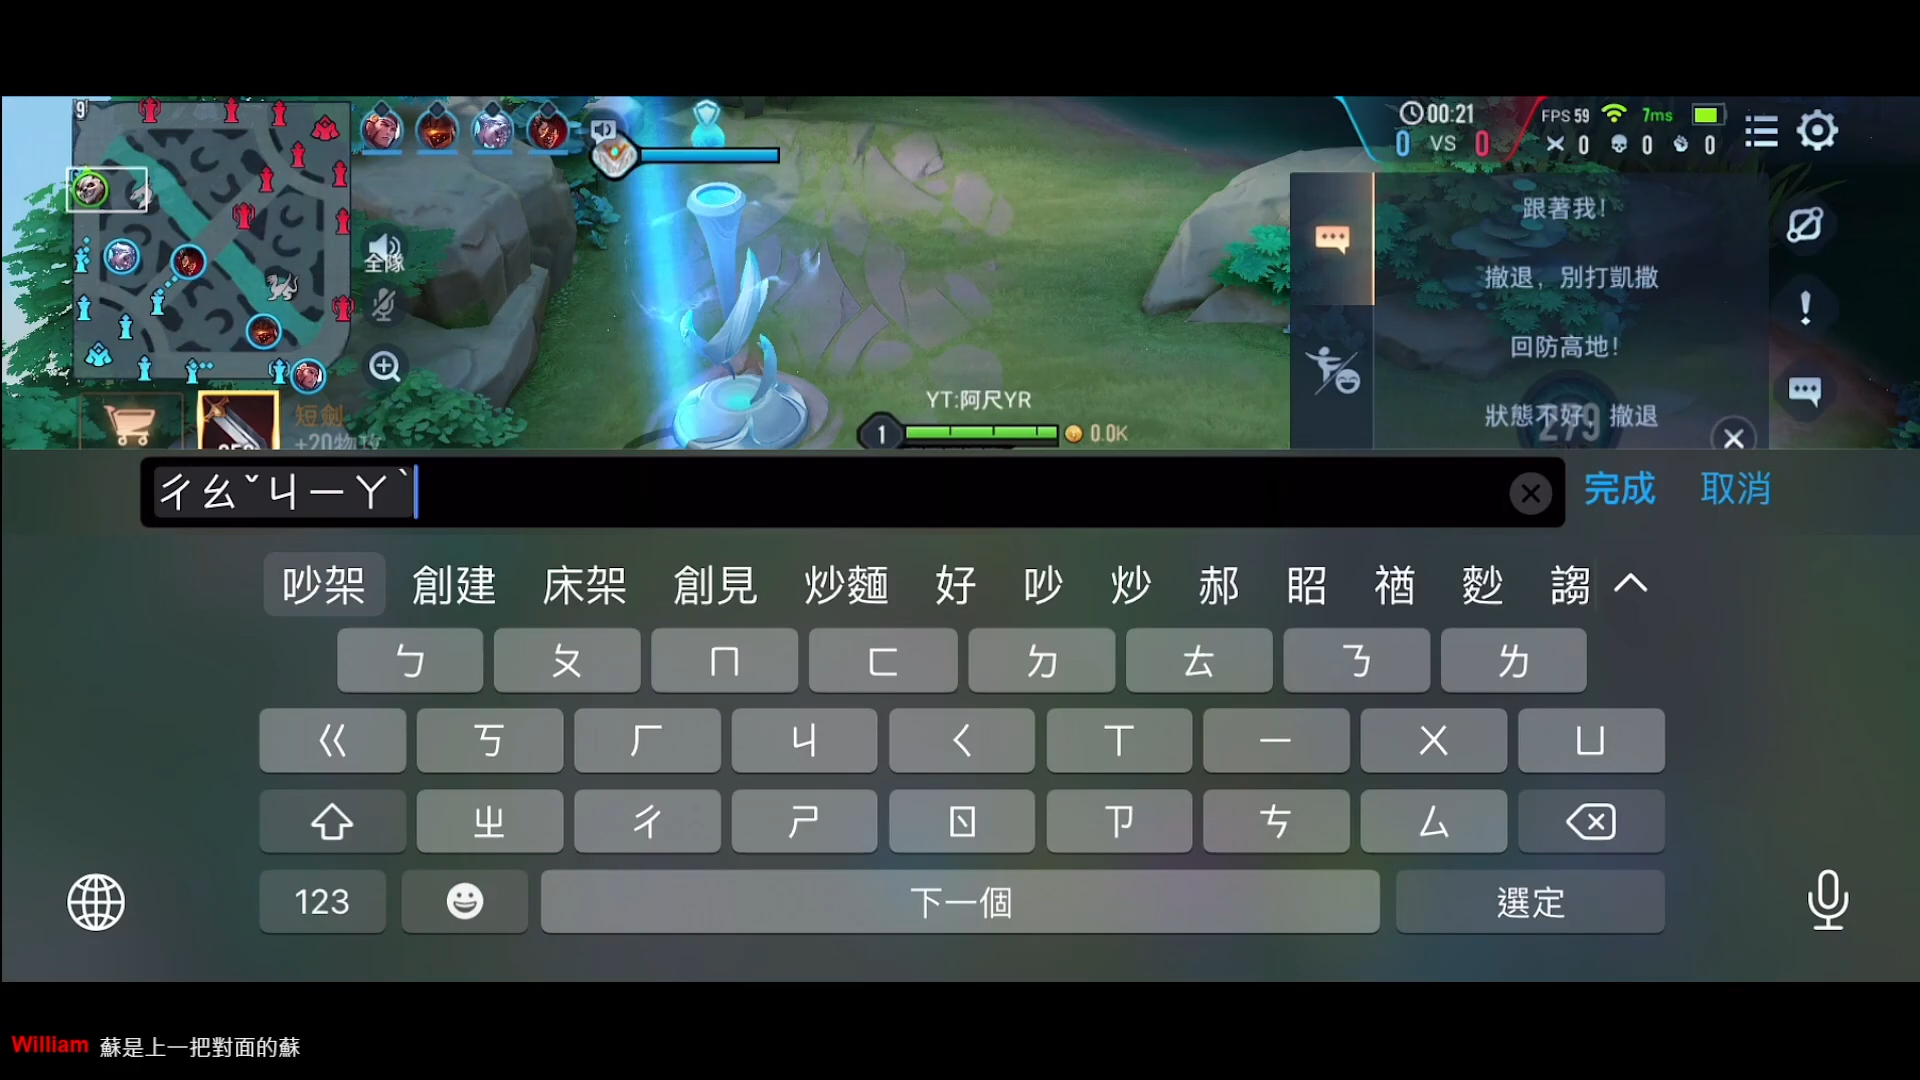 9'
全隊
短劍
+20物攻
00:21
0 VS 0
FPS 59 7ms
0 0 0
跟著我!
撤退，別打凱撒
回防高地!
狀態不好，撤退
279
YT:阿尺YR
1 0.0K
ㄔㄠˇㄐㄧㄚˋ
完成 取消
吵架 創建 床架 創見 炒麵 好 吵 炒 郝 眧 禉 麨 謅
ㄅ ㄆ ㄇ ㄈ ㄉ ㄊ ㄋ ㄌ
ㄍ ㄎ ㄏ ㄐ ㄑ ㄒ ㄧ ㄨ ㄩ
ㄓ ㄔ ㄕ ㄖ ㄗ ㄘ ㄙ
123 下一個 選定
William 蘇是上一把對面的蘇